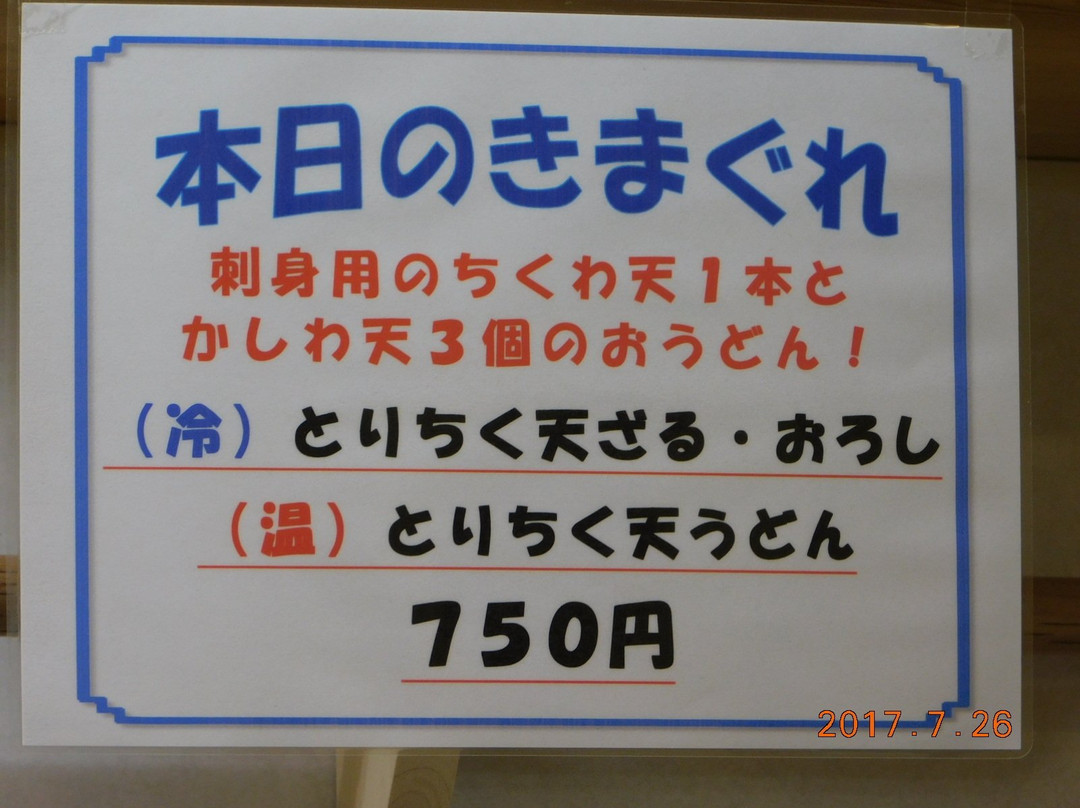 本日のきまぐれ
刺身用のちくわ天1本と
かしわ天3個のおうどん！
（冷）とりちく天ざる・おろし
（温）とりちく天うどん
750円
2017.7.26